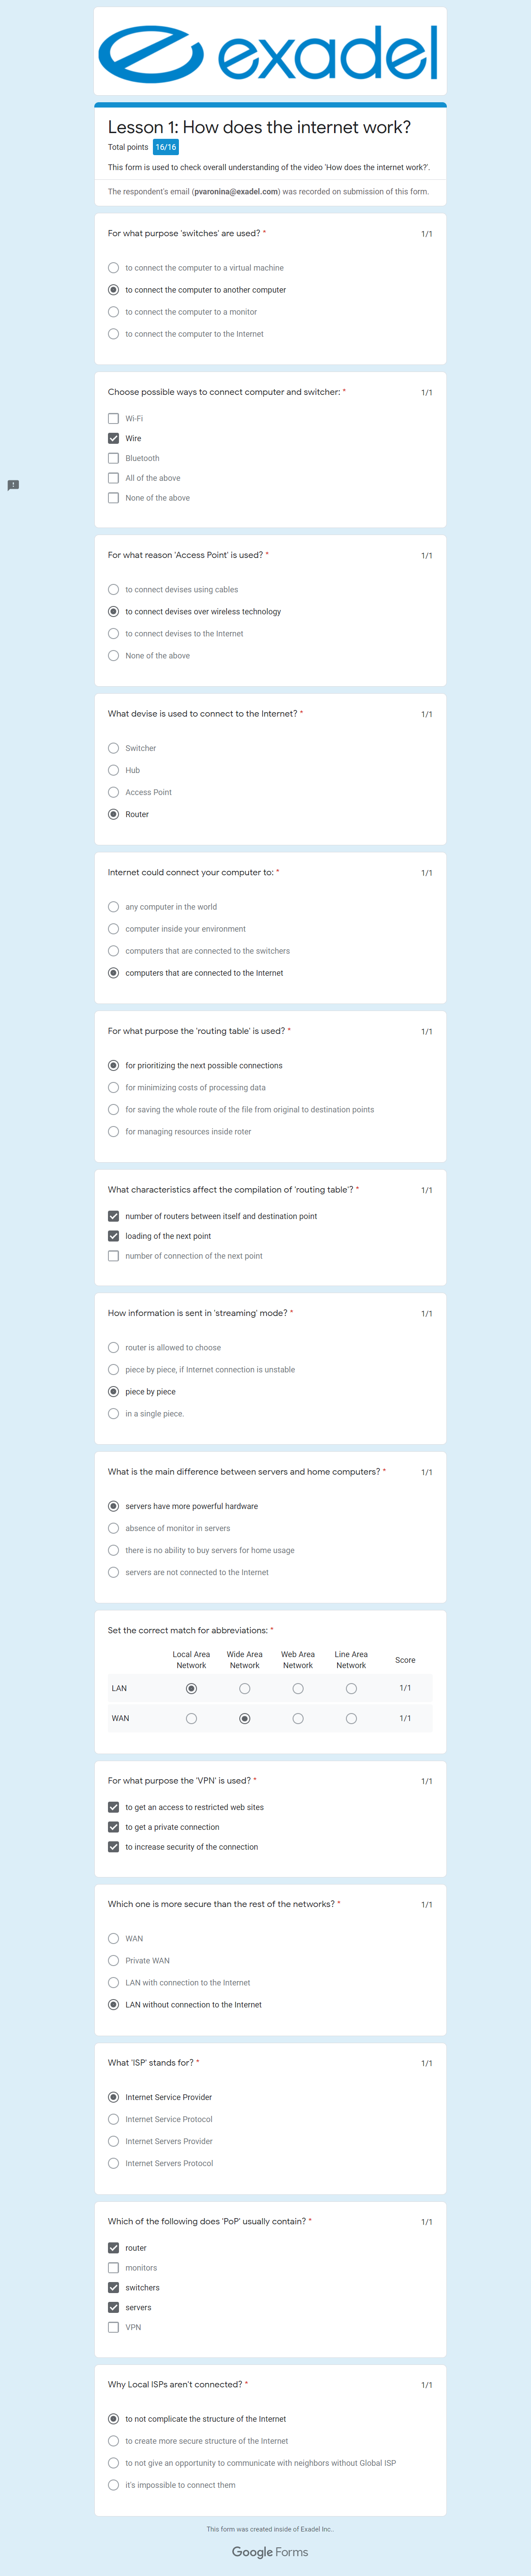 exadel
Lesson 1: How does the internet work?
Total points 16/16
This form is used to check overall understanding of the video 'How does the internet work?'.
The respondent's email (pvaronina@exadel.com) was recorded on submission of this form.
For what purpose 'switches' are used? * 1/1
to connect the computer to a virtual machine
to connect the computer to another computer
to connect the computer to a monitor
to connect the computer to the Internet
Choose possible ways to connect computer and switcher: * 1/1
Wi-Fi
Wire
Bluetooth
All of the above
None of the above
For what reason 'Access Point' is used? * 1/1
to connect devises using cables
to connect devises over wireless technology
to connect devises to the Internet
None of the above
What devise is used to connect to the Internet? * 1/1
Switcher
Hub
Access Point
Router
Internet could connect your computer to: * 1/1
any computer in the world
computer inside your environment
computers that are connected to the switchers
computers that are connected to the Internet
For what purpose the 'routing table' is used? * 1/1
for prioritizing the next possible connections
for minimizing costs of processing data
for saving the whole route of the file from original to destination points
for managing resources inside roter
What characteristics affect the compilation of 'routing table'? * 1/1
number of routers between itself and destination point
loading of the next point
number of connection of the next point
How information is sent in 'streaming' mode? * 1/1
router is allowed to choose
piece by piece, if Internet connection is unstable
piece by piece
in a single piece.
What is the main difference between servers and home computers? * 1/1
servers have more powerful hardware
absence of monitor in servers
there is no ability to buy servers for home usage
servers are not connected to the Internet
Set the correct match for abbreviations: *
Local Area Wide Area Web Area Line Area
Score
Network Network Network Network
LAN 1/1
WAN 1/1
For what purpose the 'VPN' is used? * 1/1
to get an access to restricted web sites
to get a private connection
to increase security of the connection
Which one is more secure than the rest of the networks? * 1/1
WAN
Private WAN
LAN with connection to the Internet
LAN without connection to the Internet
What 'ISP' stands for? * 1/1
Internet Service Provider
Internet Service Protocol
Internet Servers Provider
Internet Servers Protocol
Which of the following does 'PoP' usually contain? * 1/1
router
monitors
switchers
servers
VPN
Why Local ISPs aren't connected? * 1/1
to not complicate the structure of the Internet
to create more secure structure of the Internet
to not give an opportunity to communicate with neighbors without Global ISP
it's impossible to connect them
This form was created inside of Exadel Inc..
Google Forms